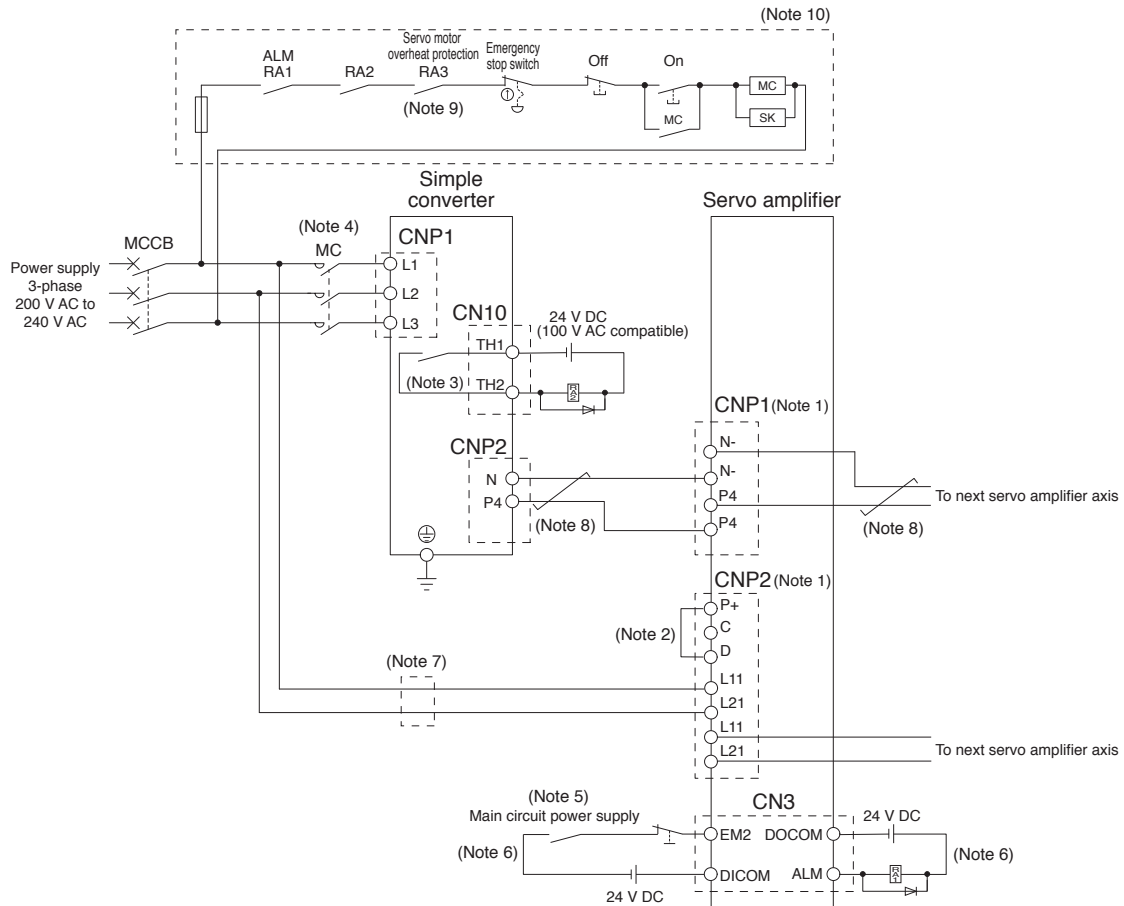 (Note 10)
Servo motor
overheat protection
Emergency
stop switch
ALM
RA1
RA2
RA3
Off
On
MC
(Note 9)
MC
SK
Simple
converter
Servo amplifier
(Note 4)
MCCB
MC
CNP1
Power supply
3-phase
200 V AC to
240 V AC
L1
L2
L3
CN10
24 V DC
(100 V AC compatible)
TH1
(Note 3)
TH2
RA2
CNP1 (Note 1)
N-
CNP2
N
N-
P4
P4
P4
To next servo amplifier axis
(Note 8)
(Note 8)
CNP2 (Note 1)
P+
(Note 2)
C
D
(Note 7)
L11
L21
L11
L21
To next servo amplifier axis
(Note 5)
Main circuit power supply
CN3
24 V DC
EM2
DOCOM
(Note 6)
(Note 6)
DICOM
ALM
RA1
24 V DC